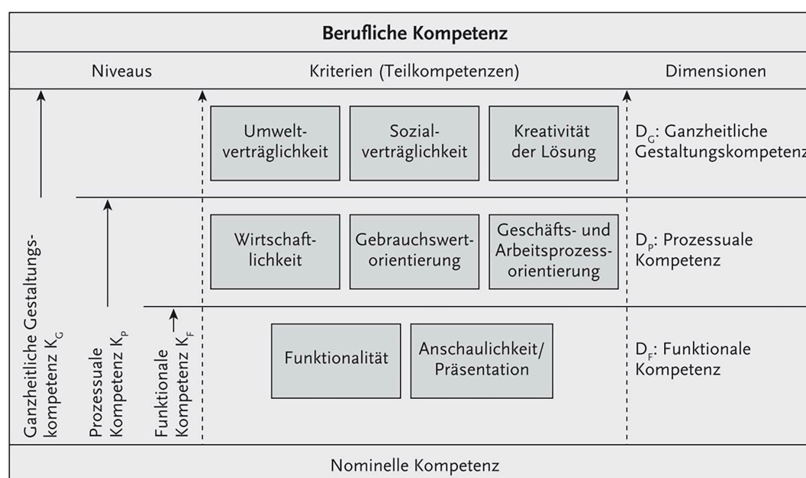 Berufliche Kompetenz
Niveaus
Kriterien (Teilkompetenzen)
Dimensionen
Umwelt-
verträglichkeit
Sozial-
verträglichkeit
Kreativität
der Lösung
D_G: Ganzheitliche
Gestaltungskompetenz
Wirtschaft-
lichkeit
Gebrauchswert-
orientierung
Geschäfts- und
Arbeitsprozess-
orientierung
D_P: Prozessuale
Kompetenz
Funktionalität
Anschaulichkeit/
Präsentation
D_F: Funktionale
Kompetenz
Ganzheitliche Gestaltungs-
kompetenz K_G
Prozessuale
Kompetenz K_P
Funktionale
Kompetenz K_F
Nominelle Kompetenz